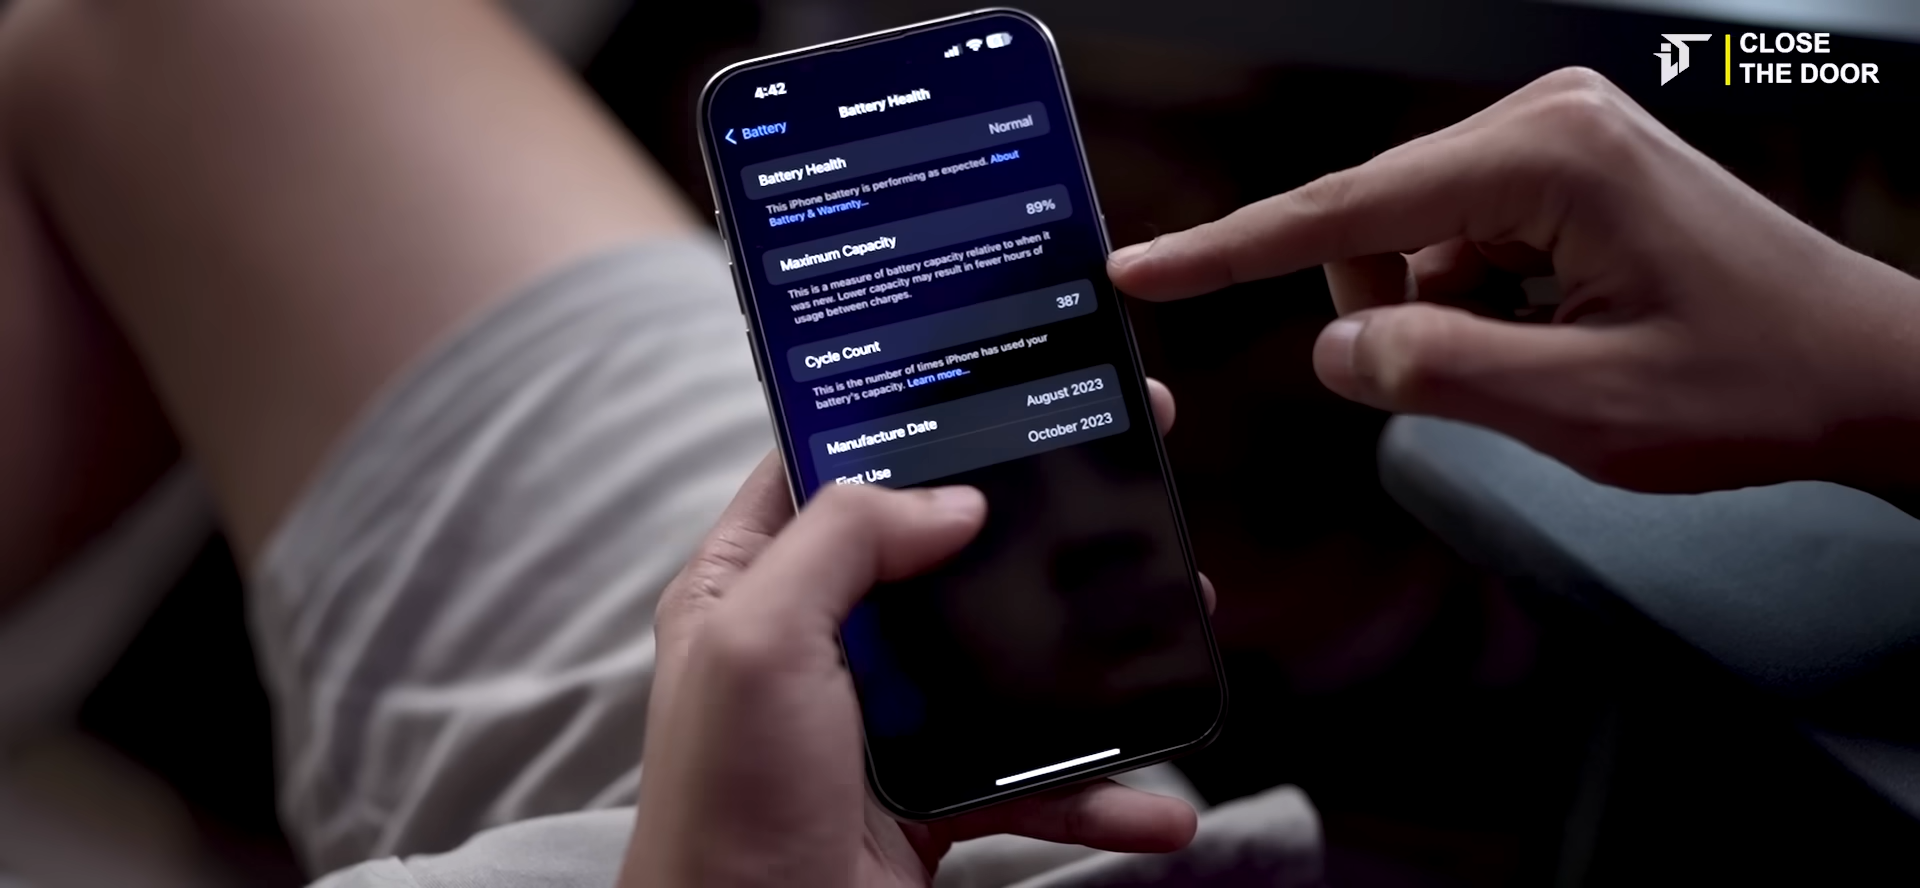 CLOSE
THE DOOR
4:42
Battery
Battery Health
Battery Health
Normal
This iPhone battery is performing as expected. About
Battery & Warranty...
Maximum Capacity
89%
This is a measure of battery capacity relative to when it
was new. Lower capacity may result in fewer hours of
usage between charges.
Cycle Count
387
This is the number of times iPhone has used your
battery's capacity. Learn more...
Manufacture Date
August 2023
First Use
October 2023